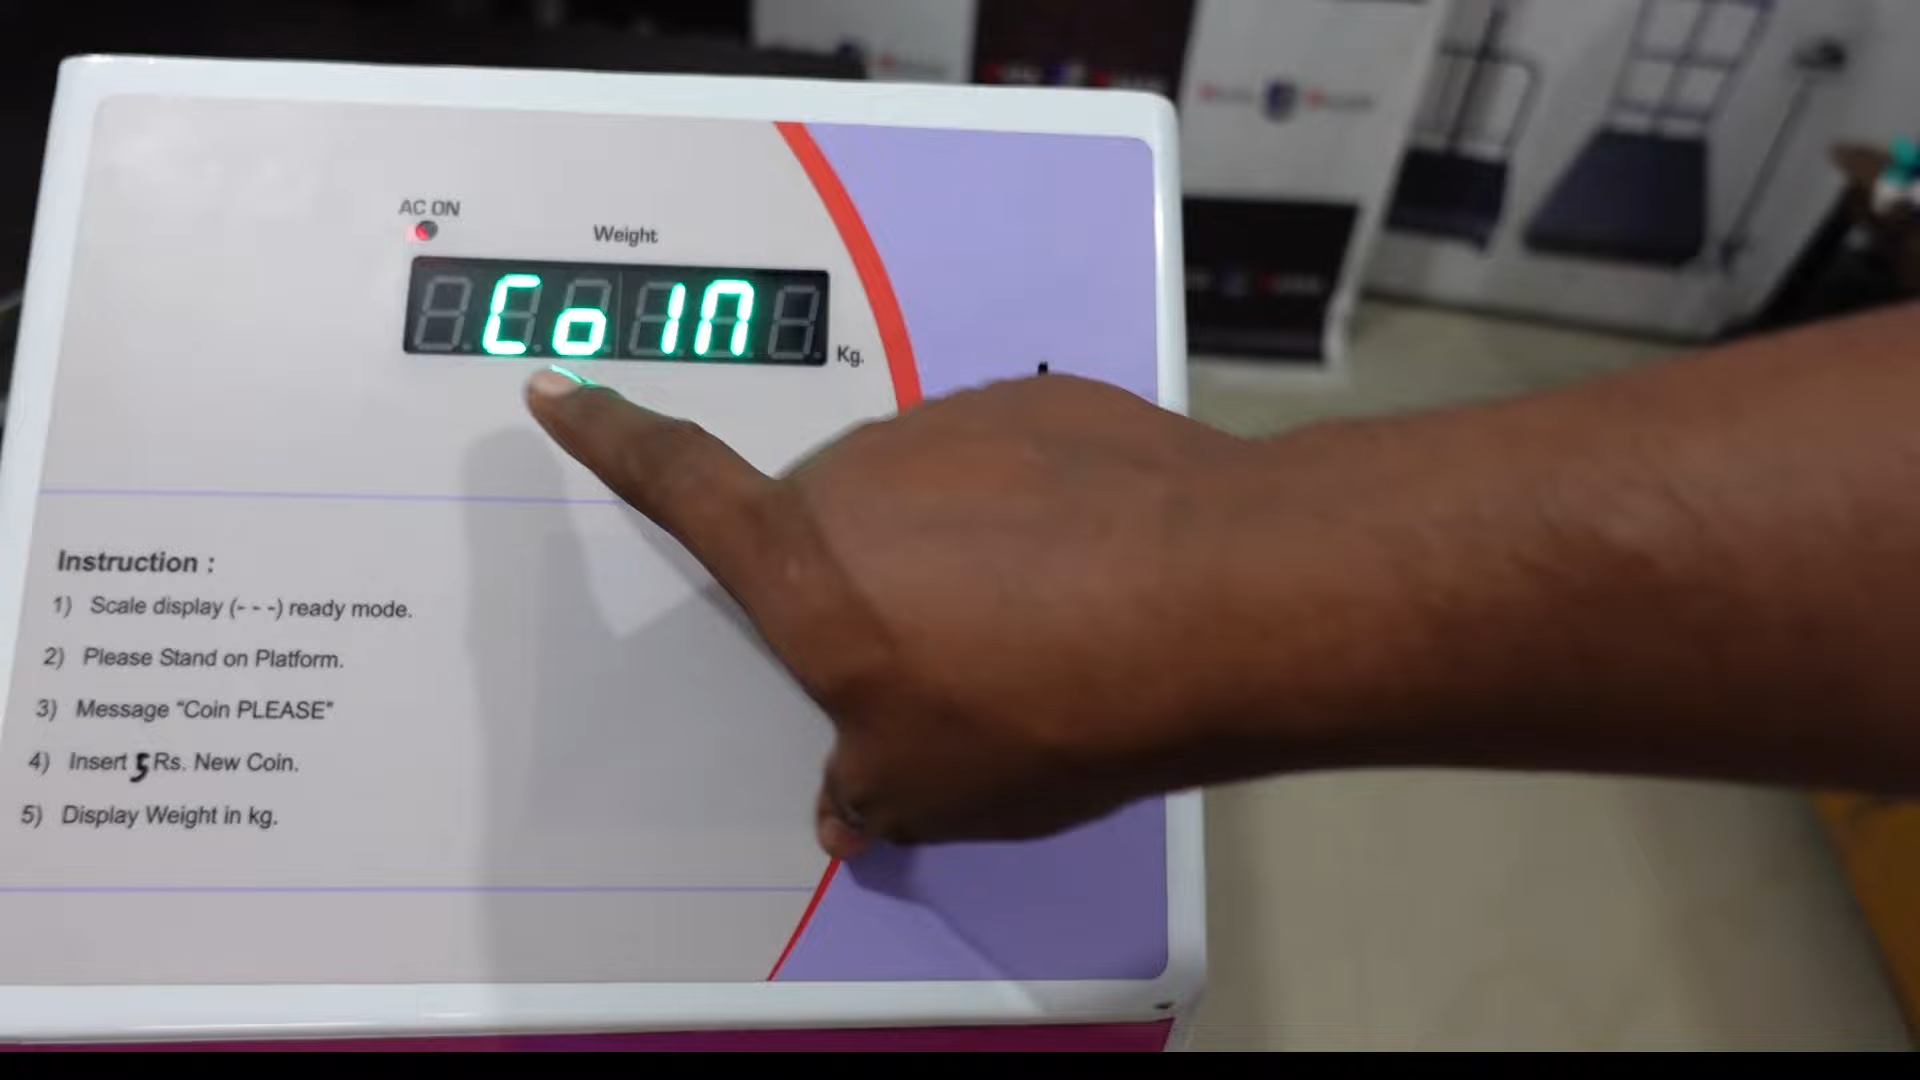 AC ON
Weight
CoIn
Kg.
Instruction :
1) Scale display (- - -) ready mode.
2) Please Stand on Platform.
3) Message “Coin PLEASE”
4) Insert 5 Rs. New Coin.
5) Display Weight in kg.